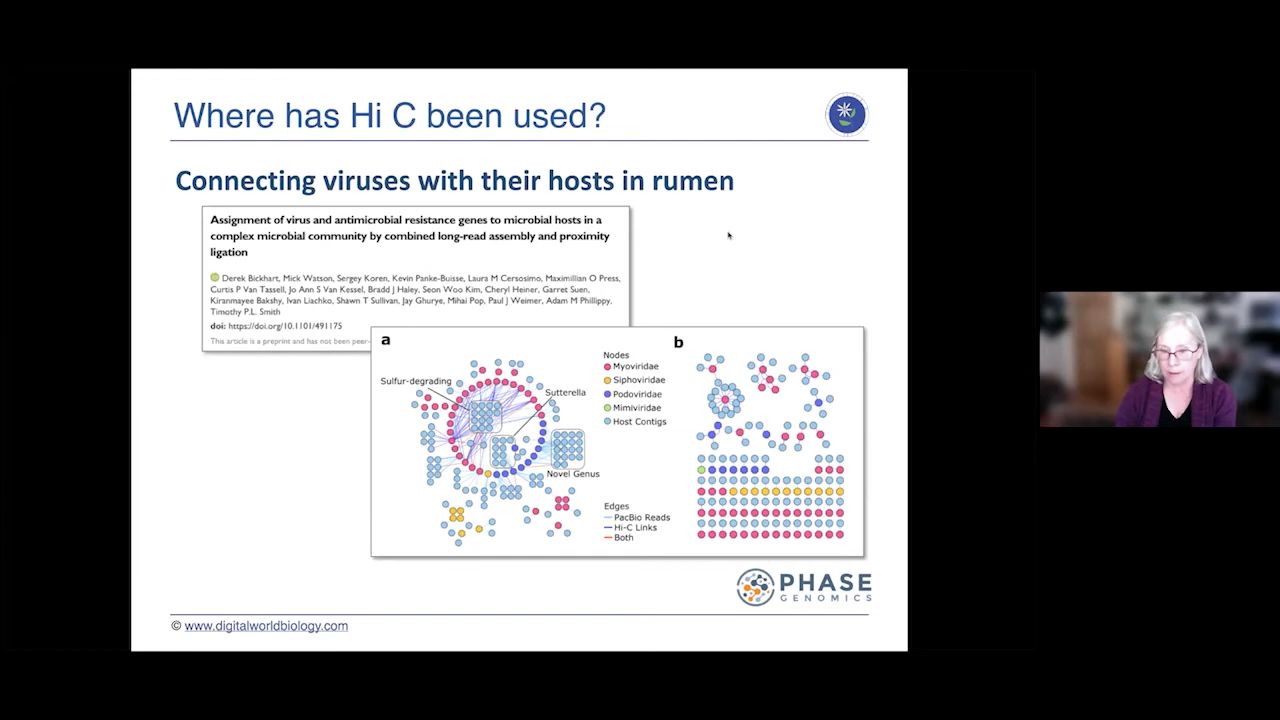 Where has Hi C been used?
Connecting viruses with their hosts in rumen
Assignment of virus and antimicrobial resistance genes to microbial hosts in a
complex microbial community by combined long-read assembly and proximity
ligation
Derek Bickhart, Mick Watson, Sergey Koren, Kevin Panke-Buisse, Laura M Cersosimo, Maximilian O Press,
Curtis P Van Tassell, Jo Ann S Van Kessel, Bradd J Haley, Seon Woo Kim, Cheryl Heiner, Garret Suen,
Kiranmayee Bakshy, Ivan Liachko, Shawn T Sullivan, Jay Ghurye, Mihai Pop, Paul J Weimer, Adam M Phillippy,
Timothy P.L. Smith
doi: https://doi.org/10.1101/491175
This article is a preprint and has not been peer-
a
Sulfur-degrading
Sutterella
Novel Genus
Nodes
Myoviridae
Siphoviridae
Podoviridae
Mimiviridae
Host Contigs
Edges
PacBio Reads
Hi-C Links
Both
b
PHASE
GENOMICS
© www.digitalworldbiology.com